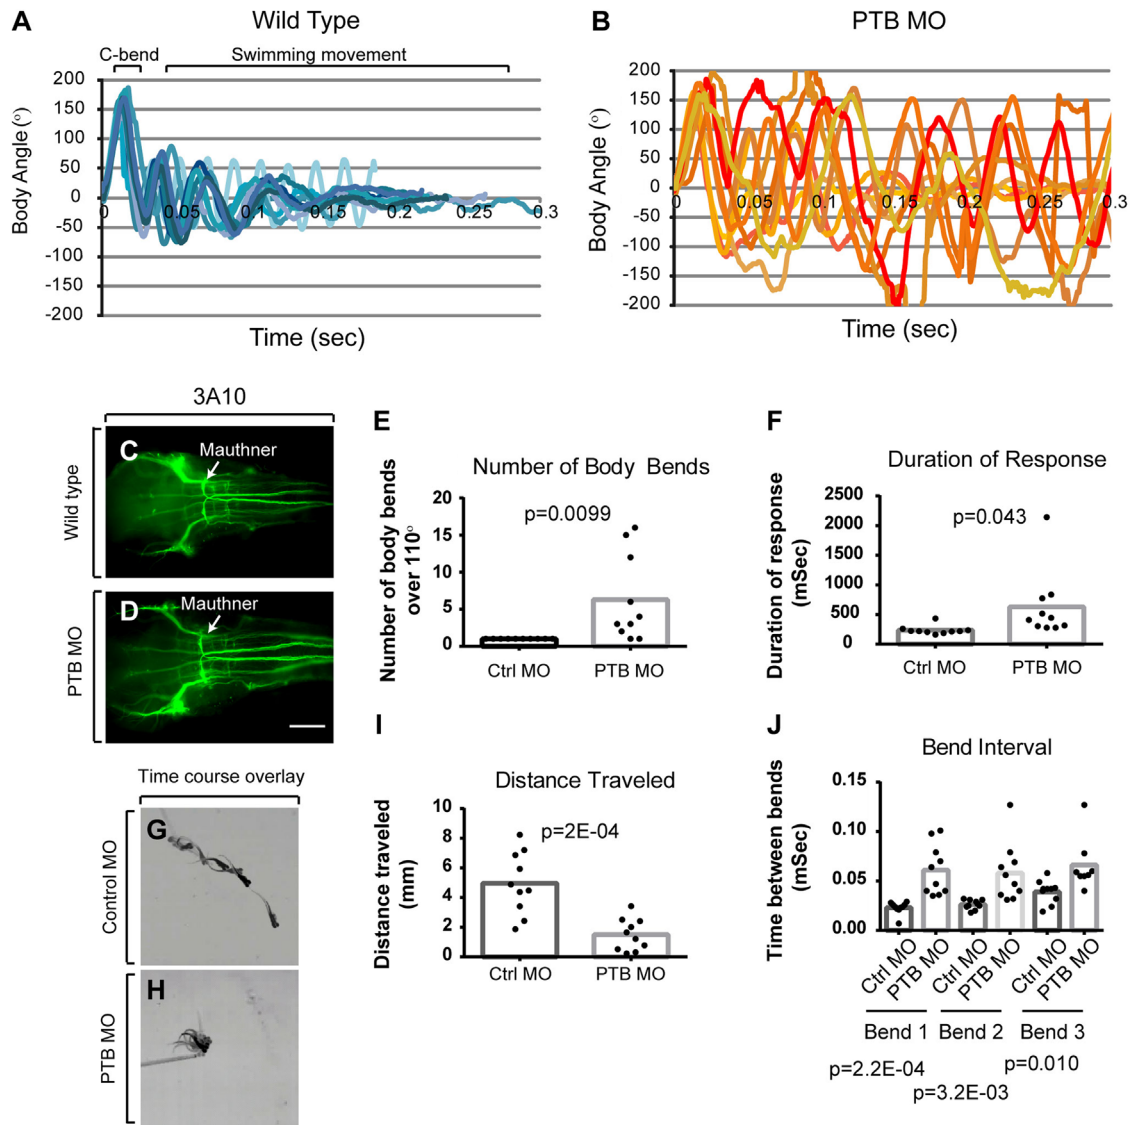 A
Wild Type
C-bend
Swimming movement
200
150
100
50
0
-50
-100
-150
-200
Body Angle (º)
0
0.05
0.1
0.15
0.2
0.25
0.3
Time (sec)
B
PTB MO
200
150
100
50
0
-50
-100
-150
-200
Body Angle (º)
0
0.05
0.1
0.15
0.2
0.25
0.3
Time (sec)
3A10
Wild type
C
Mauthner
PTB MO
D
Mauthner
E
Number of Body Bends
Number of body bends
over 110º
20
15
10
5
0
p=0.0099
Ctrl MO
PTB MO
F
Duration of Response
Duration of response
(mSec)
2500
2000
1500
1000
500
0
p=0.043
Ctrl MO
PTB MO
Time course overlay
Control MO
G
PTB MO
H
I
Distance Traveled
Distance traveled
(mm)
10
8
6
4
2
0
p=2E-04
Ctrl MO
PTB MO
J
Bend Interval
Time between bends
(mSec)
0.15
0.10
0.05
0.00
Ctrl MO
PTB MO
Ctrl MO
PTB MO
Ctrl MO
PTB MO
Bend 1
Bend 2
Bend 3
p=2.2E-04
p=3.2E-03
p=0.010